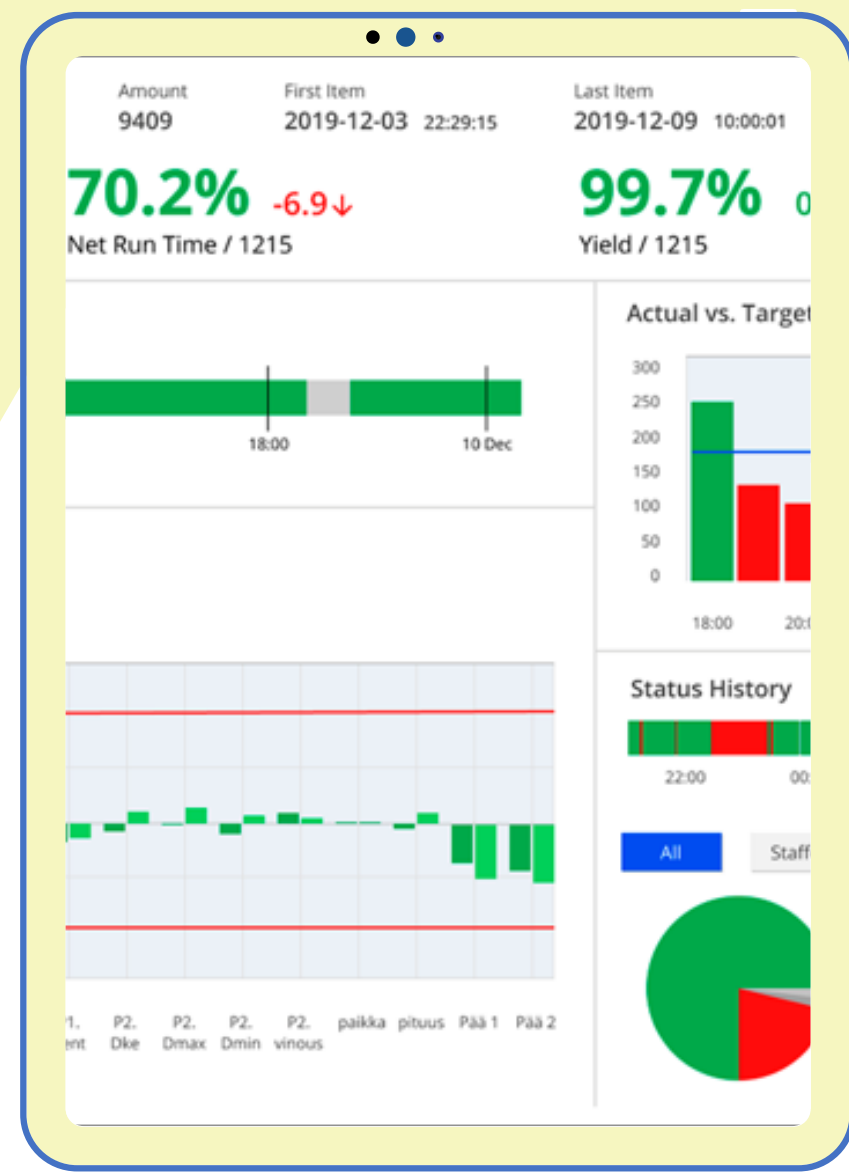 Amount
9409
First Item
2019-12-03 22:29:15
Last Item
2019-12-09 10:00:01
70.2% -6.9↓
Net Run Time / 1215
99.7% 0
Yield / 1215
18:00
10 Dec
Actual vs. Target
300
250
200
150
100
50
0
18:00
Status History
22:00
00:
All
Staff
P2. Dke
P2. Dmax
P2. Dmin
P2. vinous
paikka
pituus
Pää 1
Pää 2